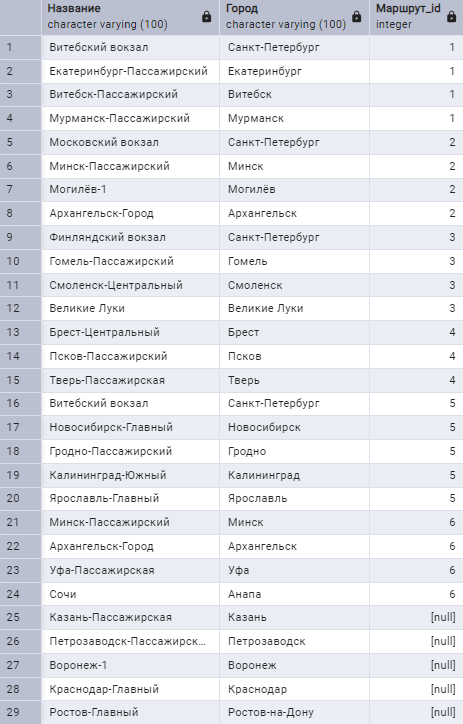 Название Город Маршрут_id
character varying (100) character varying (100) integer
1 Витебский вокзал Санкт-Петербург 1
2 Екатеринбург-Пассажирский Екатеринбург 1
3 Витебск-Пассажирский Витебск 1
4 Мурманск-Пассажирский Мурманск 1
5 Московский вокзал Санкт-Петербург 2
6 Минск-Пассажирский Минск 2
7 Могилёв-1 Могилёв 2
8 Архангельск-Город Архангельск 2
9 Финляндский вокзал Санкт-Петербург 3
10 Гомель-Пассажирский Гомель 3
11 Смоленск-Центральный Смоленск 3
12 Великие Луки Великие Луки 3
13 Брест-Центральный Брест 4
14 Псков-Пассажирский Псков 4
15 Тверь-Пассажирская Тверь 4
16 Витебский вокзал Санкт-Петербург 5
17 Новосибирск-Главный Новосибирск 5
18 Гродно-Пассажирский Гродно 5
19 Калининград-Южный Калининград 5
20 Ярославль-Главный Ярославль 5
21 Минск-Пассажирский Минск 6
22 Архангельск-Город Архангельск 6
23 Уфа-Пассажирская Уфа 6
24 Сочи Анапа 6
25 Казань-Пассажирская Казань [null]
26 Петрозаводск-Пассажирск... Петрозаводск [null]
27 Воронеж-1 Воронеж [null]
28 Краснодар-Главный Краснодар [null]
29 Ростов-Главный Ростов-на-Дону [null]